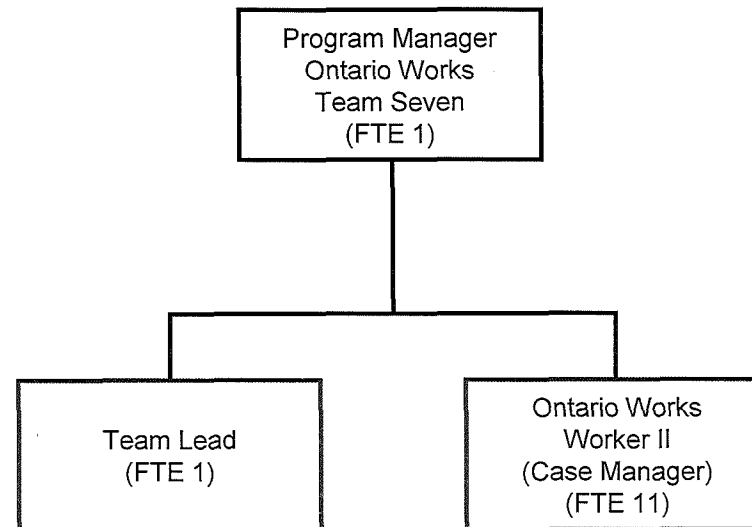 Program Manager
Ontario Works
Team Seven
(FTE 1)
Team Lead
(FTE 1)
Ontario Works
Worker II
(Case Manager)
(FTE 11)